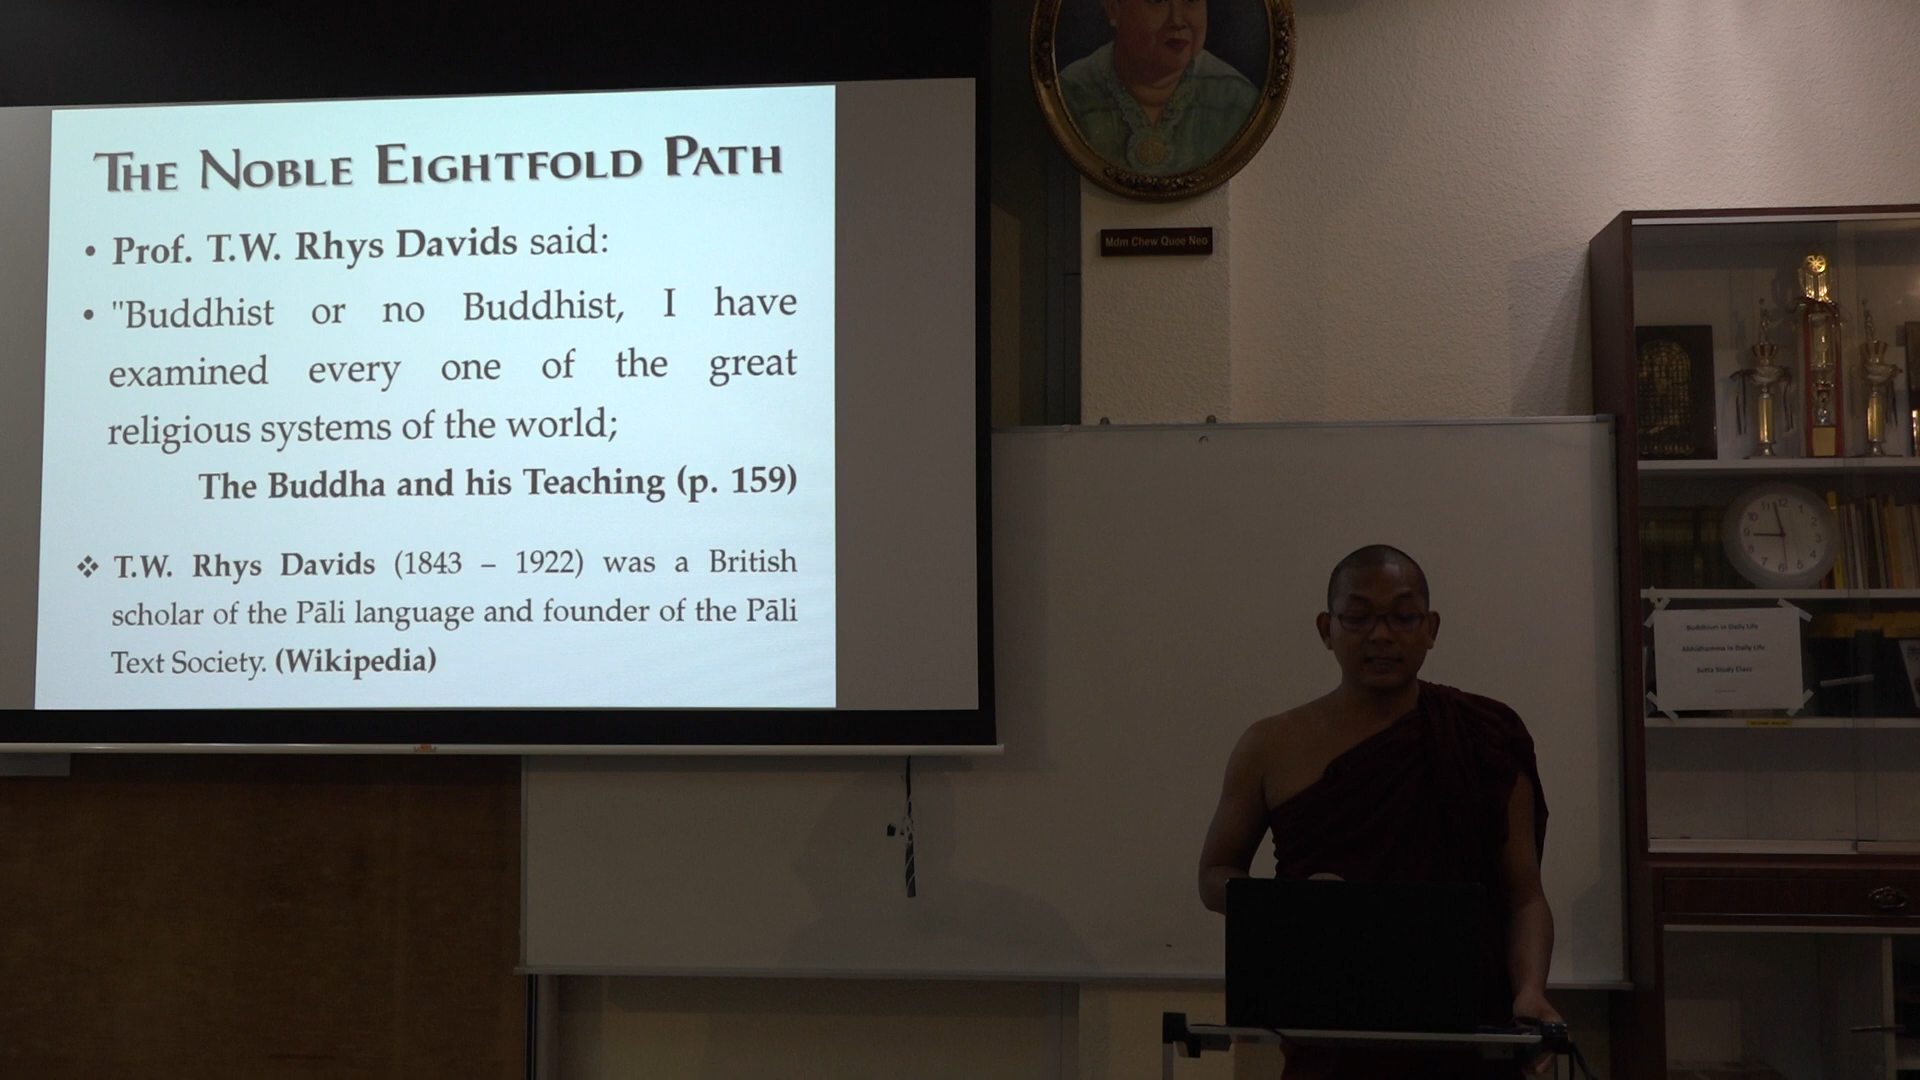 THE NOBLE EIGHTFOLD PATH
• Prof. T.W. Rhys Davids said:
• "Buddhist or no Buddhist, I have
examined every one of the great
religious systems of the world;
The Buddha and his Teaching (p. 159)
❖ T.W. Rhys Davids (1843 – 1922) was a British
scholar of the Pāli language and founder of the Pāli
Text Society. (Wikipedia)
Mdm Chew Quee Neo
Buddhism in Daily Life
Abhidhamma in Daily Life
Sutta Study Class